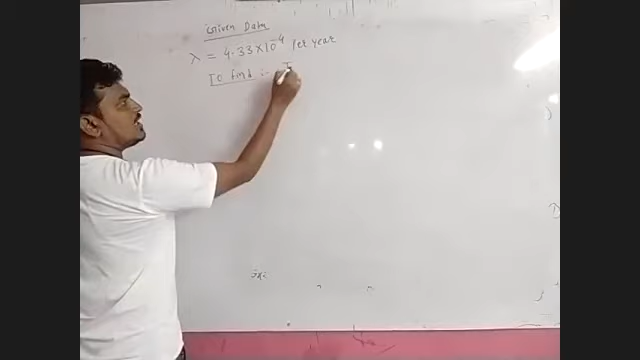 Given Data
λ = 4.33×10⁻⁴ Per year
To find :- T